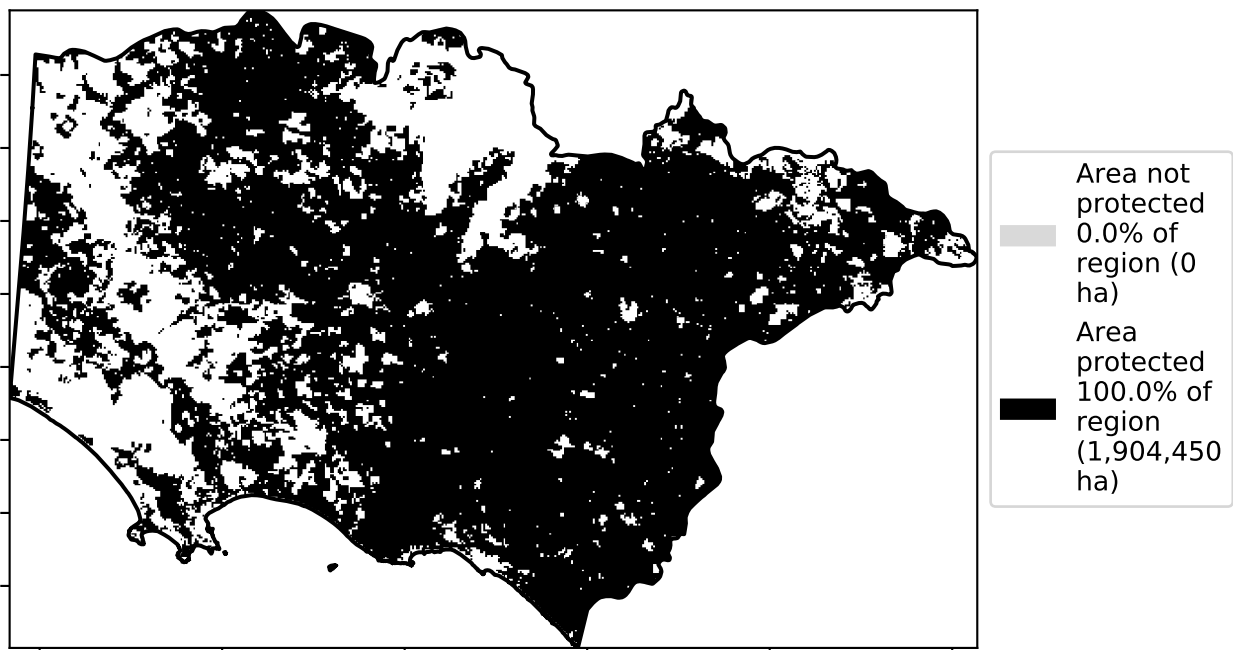 Area not
protected
0.0% of
region (0
ha)
Area
protected
100.0% of
region
(1,904,450
ha)